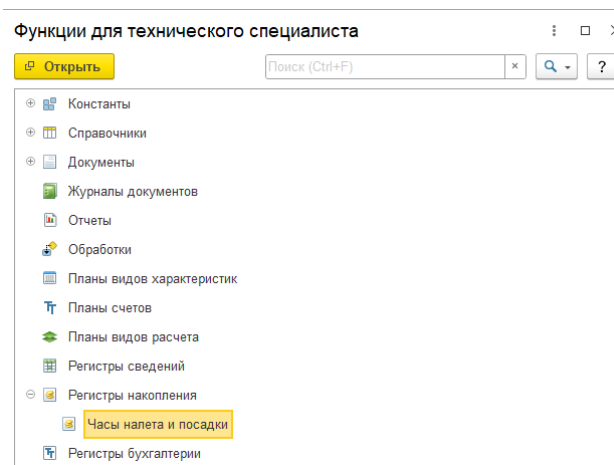 Функции для технического специалиста
Открыть
Поиск (Ctrl+F)
?
Константы
Справочники
Документы
Журналы документов
Отчеты
Обработки
Планы видов характеристик
Планы счетов
Планы видов расчета
Регистры сведений
Регистры накопления
Часы налета и посадки
Регистры бухгалтерии